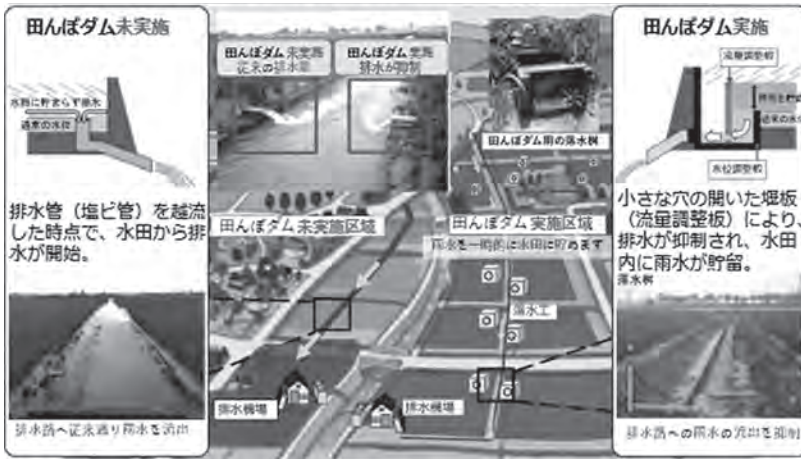 田んぼダム未実施
水路に貯まらず排水
通常の水位
排水管（塩ビ管）を越流
した時点で、水田から排
水が開始。
排水路へ従来通り雨水を流出
田んぼダム 未実施
従来の排水量
田んぼダム 実施
排水が抑制
田んぼダム用の落水桝
田んぼダム 未実施区域
田んぼダム 実施区域
雨水を一時的に水田に貯めます
落水工
排水機場
排水機場
田んぼダム実施
流量調整板
通常の水位
水位調整板
小さな穴の開いた堰板
（流量調整板）により、
排水が抑制され、水田
内に雨水が貯留。
落水桝
排水路への雨水の流出を抑制